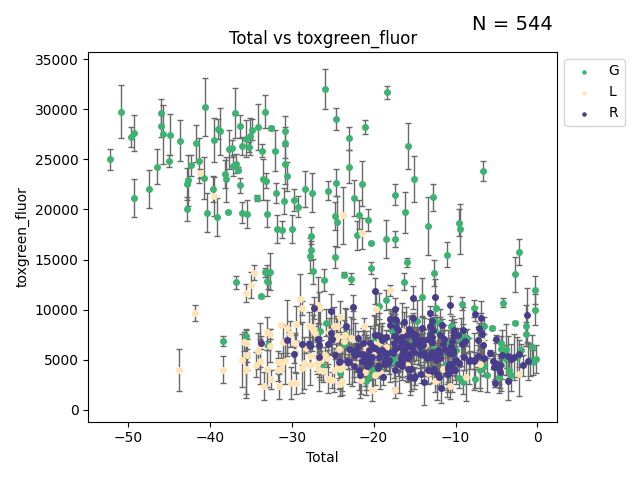 N = 544
Total vs toxgreen_fluor
G
L
R
35000
30000
25000
20000
15000
10000
5000
0
toxgreen_fluor
−50 −40 −30 −20 −10 0
Total